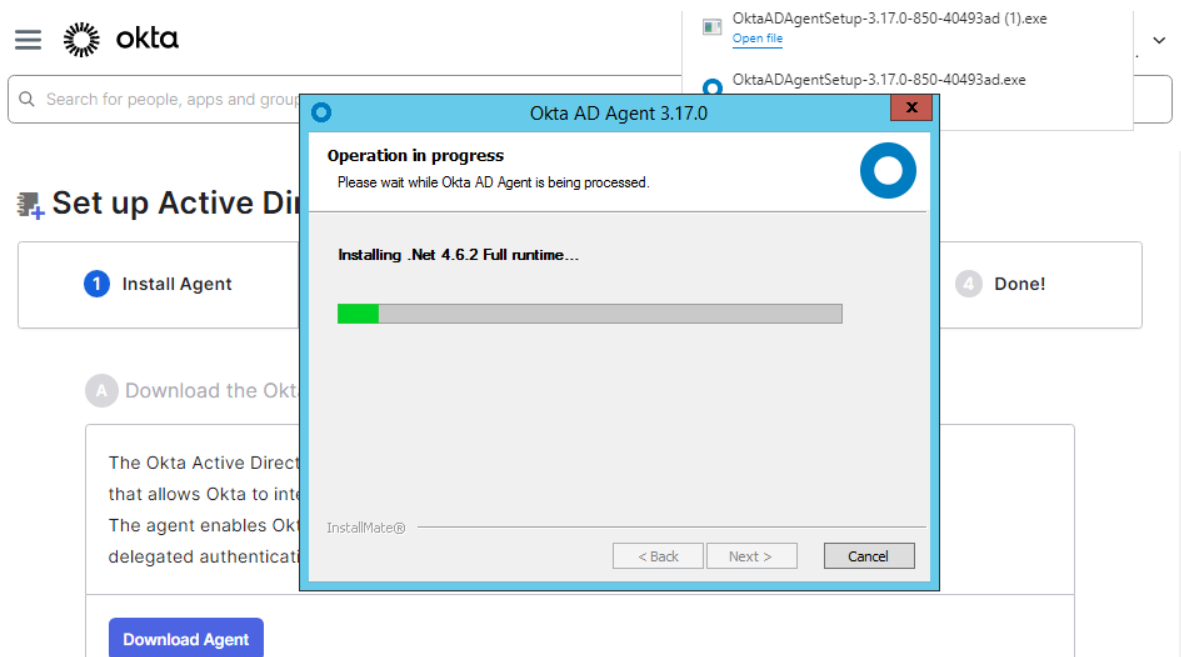 okta
OktaADAgentSetup-3.17.0-850-40493ad (1).exe
Open file
OktaADAgentSetup-3.17.0-850-40493ad.exe
Search for people, apps and group
Okta AD Agent 3.17.0
x
Operation in progress
Please wait while Okta AD Agent is being processed.
Set up Active Dir
Installing .Net 4.6.2 Full runtime...
1 Install Agent
4 Done!
A Download the Okt
The Okta Active Direct
that allows Okta to inte
The agent enables Okt
delegated authenticati
InstallMate®
< Back
Next >
Cancel
Download Agent